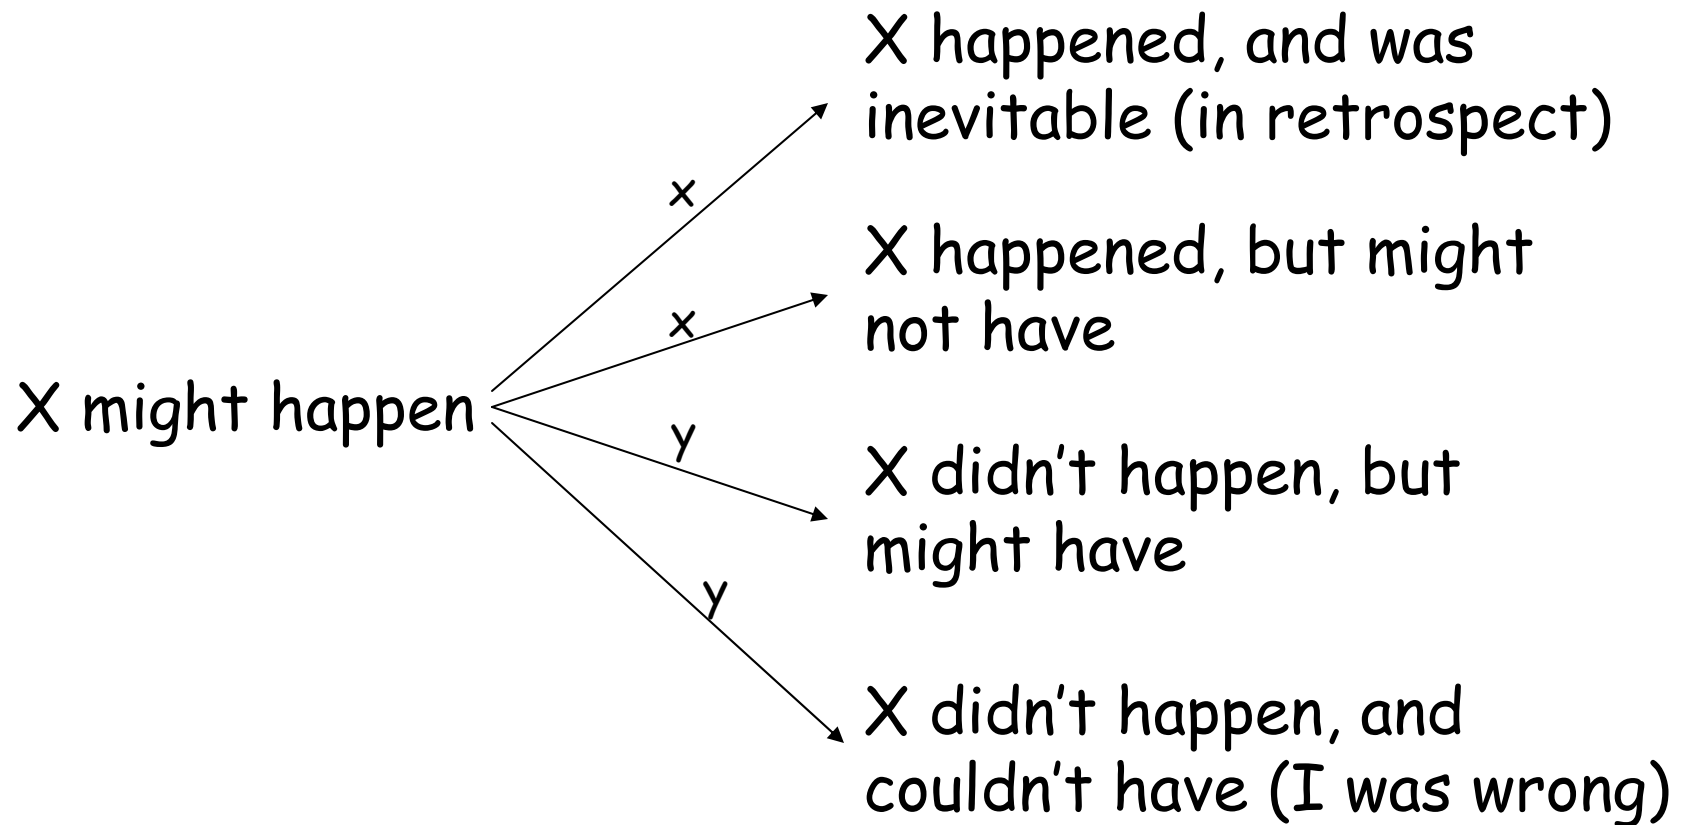 X happened, and was
inevitable (in retrospect)
x
X happened, but might
not have
x
X might happen
y
X didn’t happen, but
might have
y
X didn’t happen, and
couldn’t have (I was wrong)